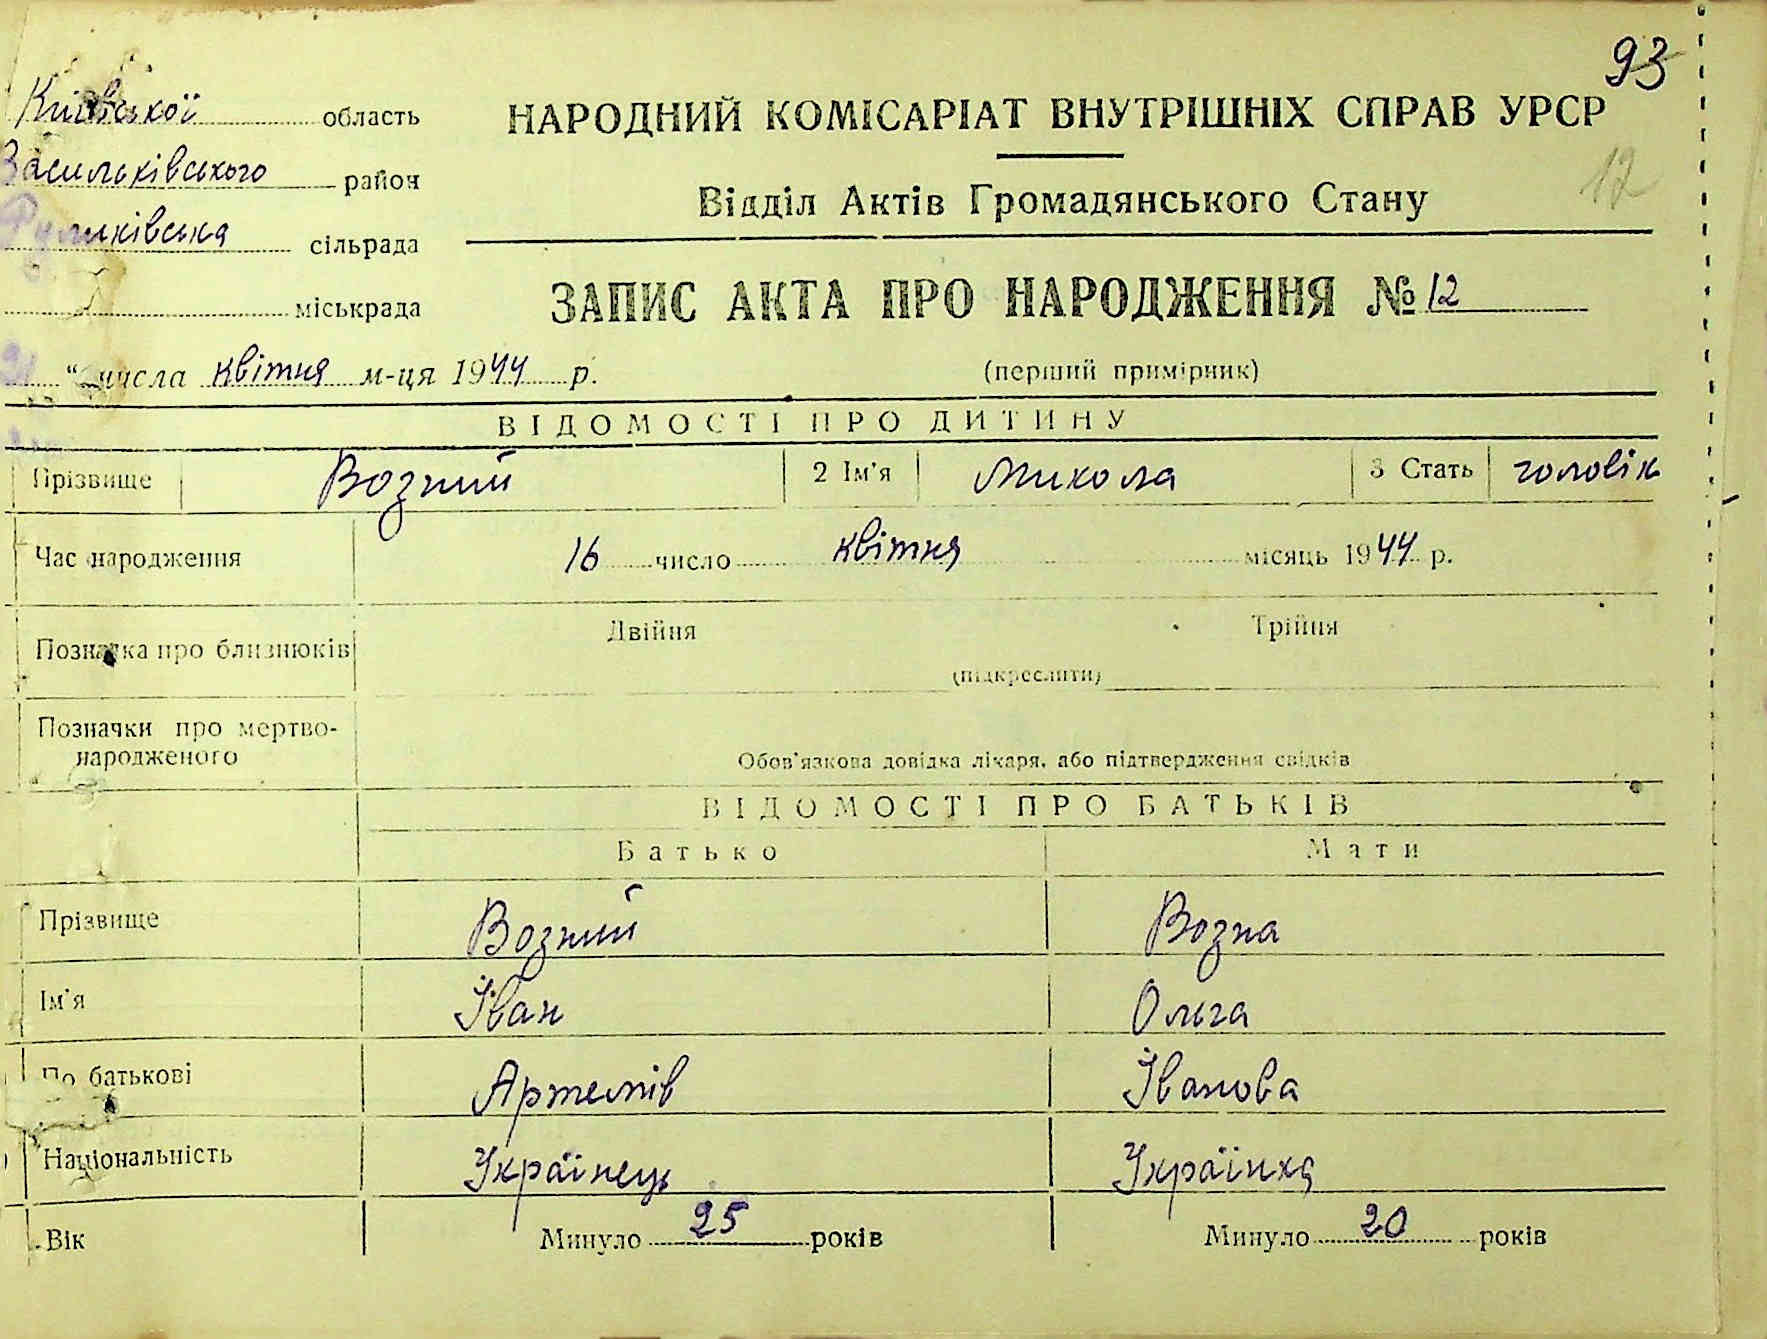 93
Київської область
НАРОДНИЙ КОМІСАРІАТ ВНУТРІШНІХ СПРАВ УРСР
Васильківського район
12
Відділ Актів Громадянського Стану
сільрада
міськрада
ЗАПИС АКТА ПРО НАРОДЖЕННЯ № 12
" числа квітня м-ця 1944 р.
(перший примірник)
ВІДОМОСТІ ПРО ДИТИНУ
Прізвище Возний 2 Ім'я Микола 3 Стать чоловік
Час народження 16 число квітня місяць 1944 р.
Позначка про близнюків Двійня Трійня
(підкреслити)
Позначки про мертво-
народженого
Обов'язкова довідка лікаря, або підтвердження свідків
ВІДОМОСТІ ПРО БАТЬКІВ
Батько Мати
Прізвище Возний Возна
Ім'я Іван Ольга
По батькові Артемів Іванова
Національність Українець Українка
Вік Минуло 25 років Минуло 20 років